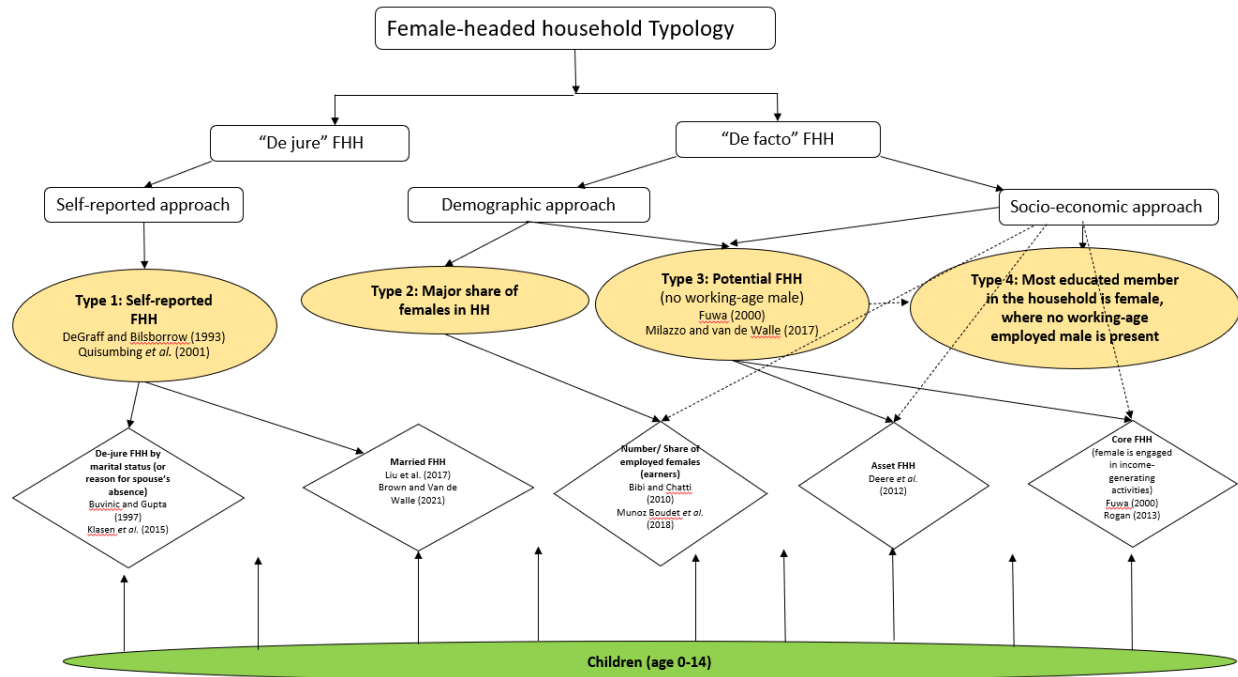 Female-headed household Typology
“De jure” FHH
“De facto” FHH
Self-reported approach
Demographic approach
Socio-economic approach
Type 1: Self-reported
FHH
DeGraff and Bilsborrow (1993)
Quisumbing et al. (2001)
Type 2: Major share of
females in HH
Type 3: Potential FHH
(no working-age male)
Fuwa (2000)
Milazzo and van de Walle (2017)
Type 4: Most educated member
in the household is female,
where no working-age
employed male is present
De-jure FHH by
marital status (or
reason for spouse’s
absence)
Buvinic and Gupta
(1997)
Klasen et al. (2015)
Married FHH
Liu et al. (2017)
Brown and Van de
Walle (2021)
Number/ Share of
employed females
(earners)
Bibi and Chatti
(2010)
Munoz Boudet et al.
(2018)
Asset FHH
Deere et al.
(2012)
Core FHH
(female is engaged
in income-
generating
activities)
Fuwa (2000)
Rogan (2013)
Children (age 0-14)